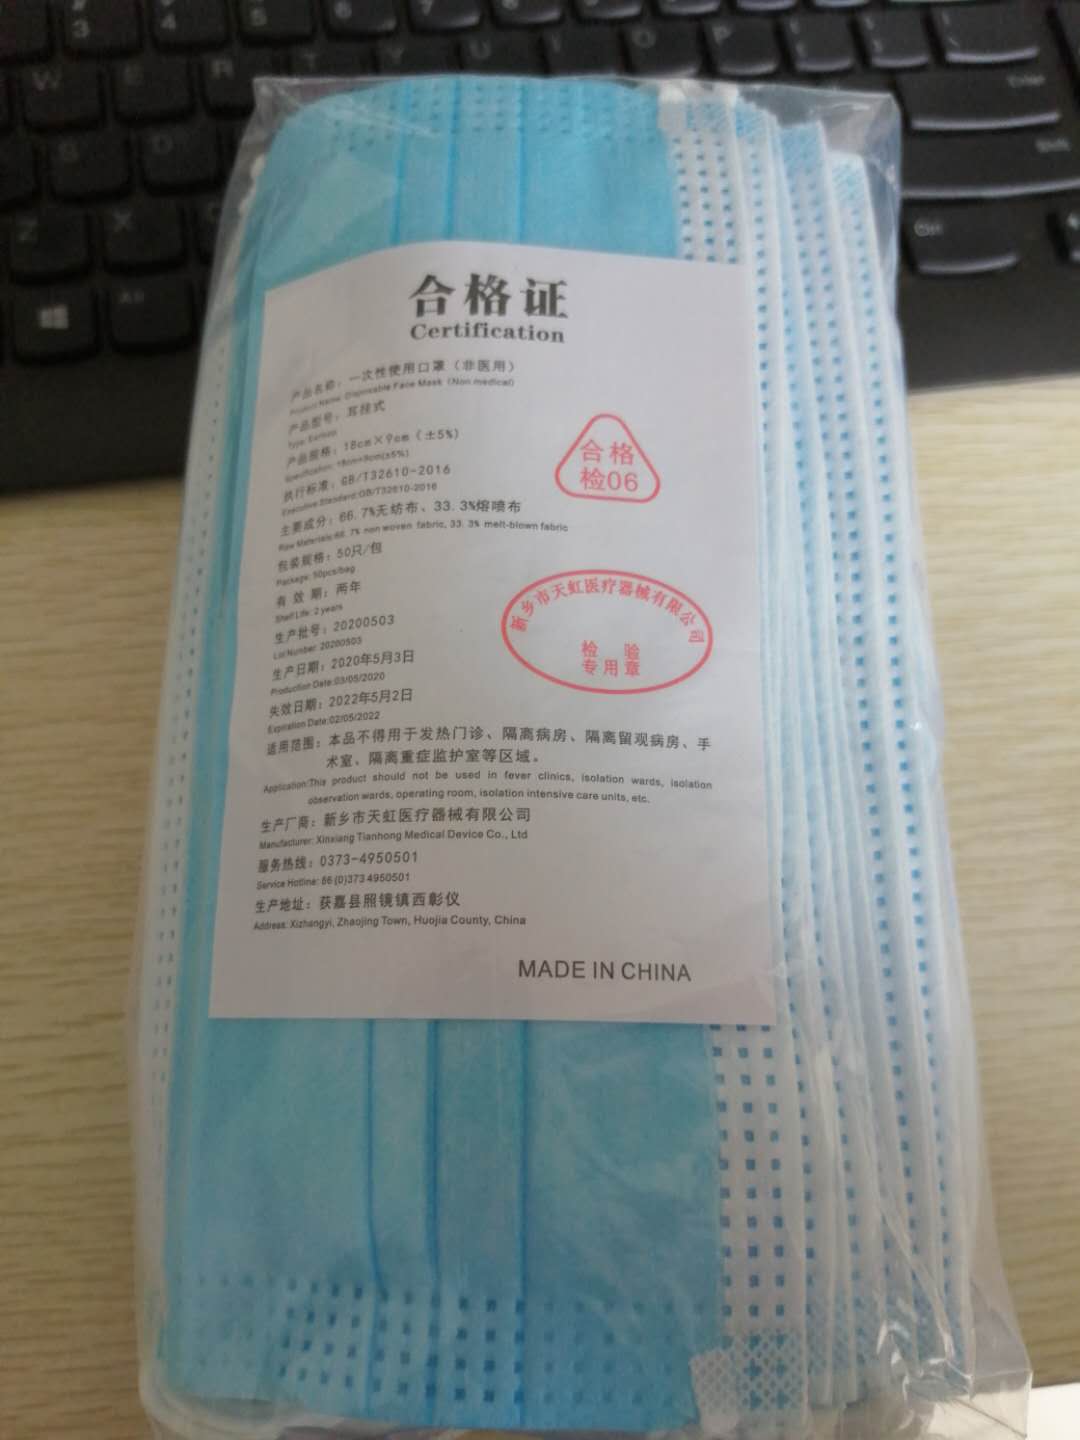 合格证
Certification
产品名称：一次性使用口罩（非医用）
Product Name: Disposable Face Mask (Non medical)
产品型号：耳挂式
Type: Earloop
产品规格：18cm×9cm（±5%）
Specification: 18cm×9cm(±5%)
执行标准：GB/T32610-2016
Executive Standard:GB/T32610-2016
主要成分：66.7%无纺布、33.3%熔喷布
Raw Materials:66.7% non woven fabric, 33.3% melt-blown fabric
包装规格：50只/包
Package: 50pcs/bag
有 效 期：两年
Shelf Life: 2 years
生产批号：20200503
Lot Number: 20200503
生产日期：2020年5月3日
Production Date:03/05/2020
失效日期：2022年5月2日
Expiration Date:02/05/2022
适用范围：本品不得用于发热门诊、隔离病房、隔离留观病房、手
术室、隔离重症监护室等区域。
Application:This product should not be used in fever clinics, isolation wards, isolation
observation wards, operating room, isolation intensive care units, etc.
生产厂商：新乡市天虹医疗器械有限公司
Manufacturer: Xinxiang Tianhong Medical Device Co., Ltd
服务热线：0373-4950501
Service Hotline: 86 (0)373 4950501
生产地址：获嘉县照镜镇西彰仪
Address: Xizhangyi, Zhaojing Town, Huojia County, China
MADE IN CHINA
合格
检06
新乡市天虹医疗器械有限公司
检 验
专用章
3
4
5
6
7
W
E
R
T
Y
U
I
O
P
Enter
S
D
Shift
Z
X
Alt
Ctrl